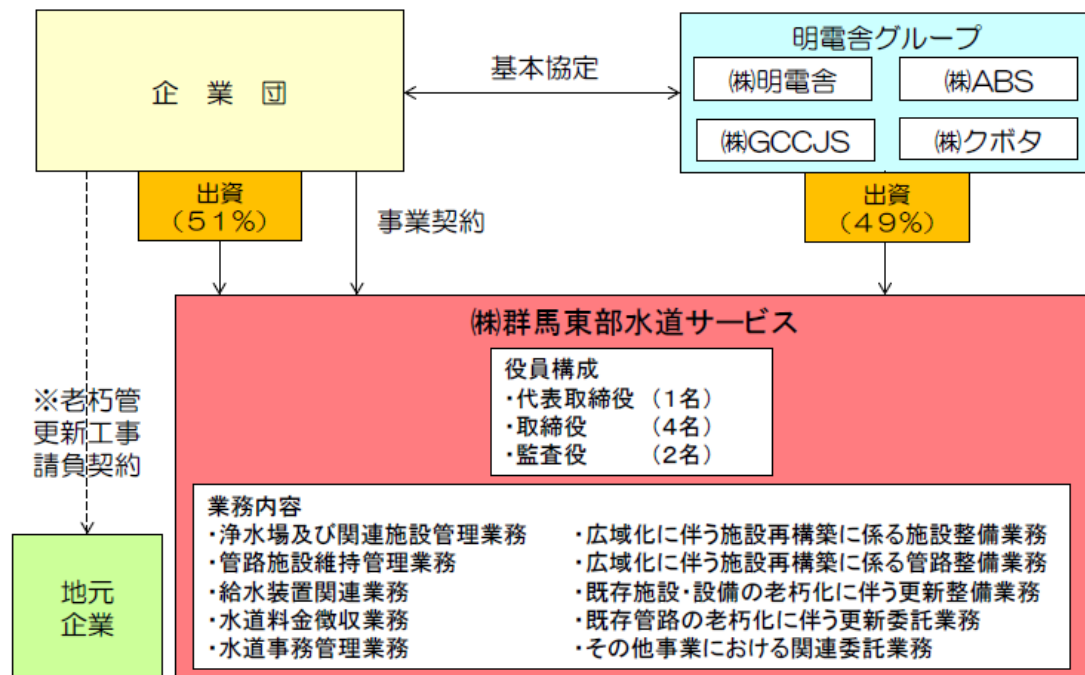 企業団
基本協定
明電舎グループ
㈱明電舎
㈱ABS
㈱GCCJS
㈱クボタ
出資
(51%)
事業契約
出資
(49%)
㈱群馬東部水道サービス
役員構成
・代表取締役 (1名)
・取締役 (4名)
・監査役 (2名)
※老朽管
更新工事
請負契約
地元
企業
業務内容
・浄水場及び関連施設管理業務
・管路施設維持管理業務
・給水装置関連業務
・水道料金徴収業務
・水道事務管理業務
・広域化に伴う施設再構築に係る施設整備業務
・広域化に伴う施設再構築に係る管路整備業務
・既存施設・設備の老朽化に伴う更新整備業務
・既存管路の老朽化に伴う更新委託業務
・その他事業における関連委託業務